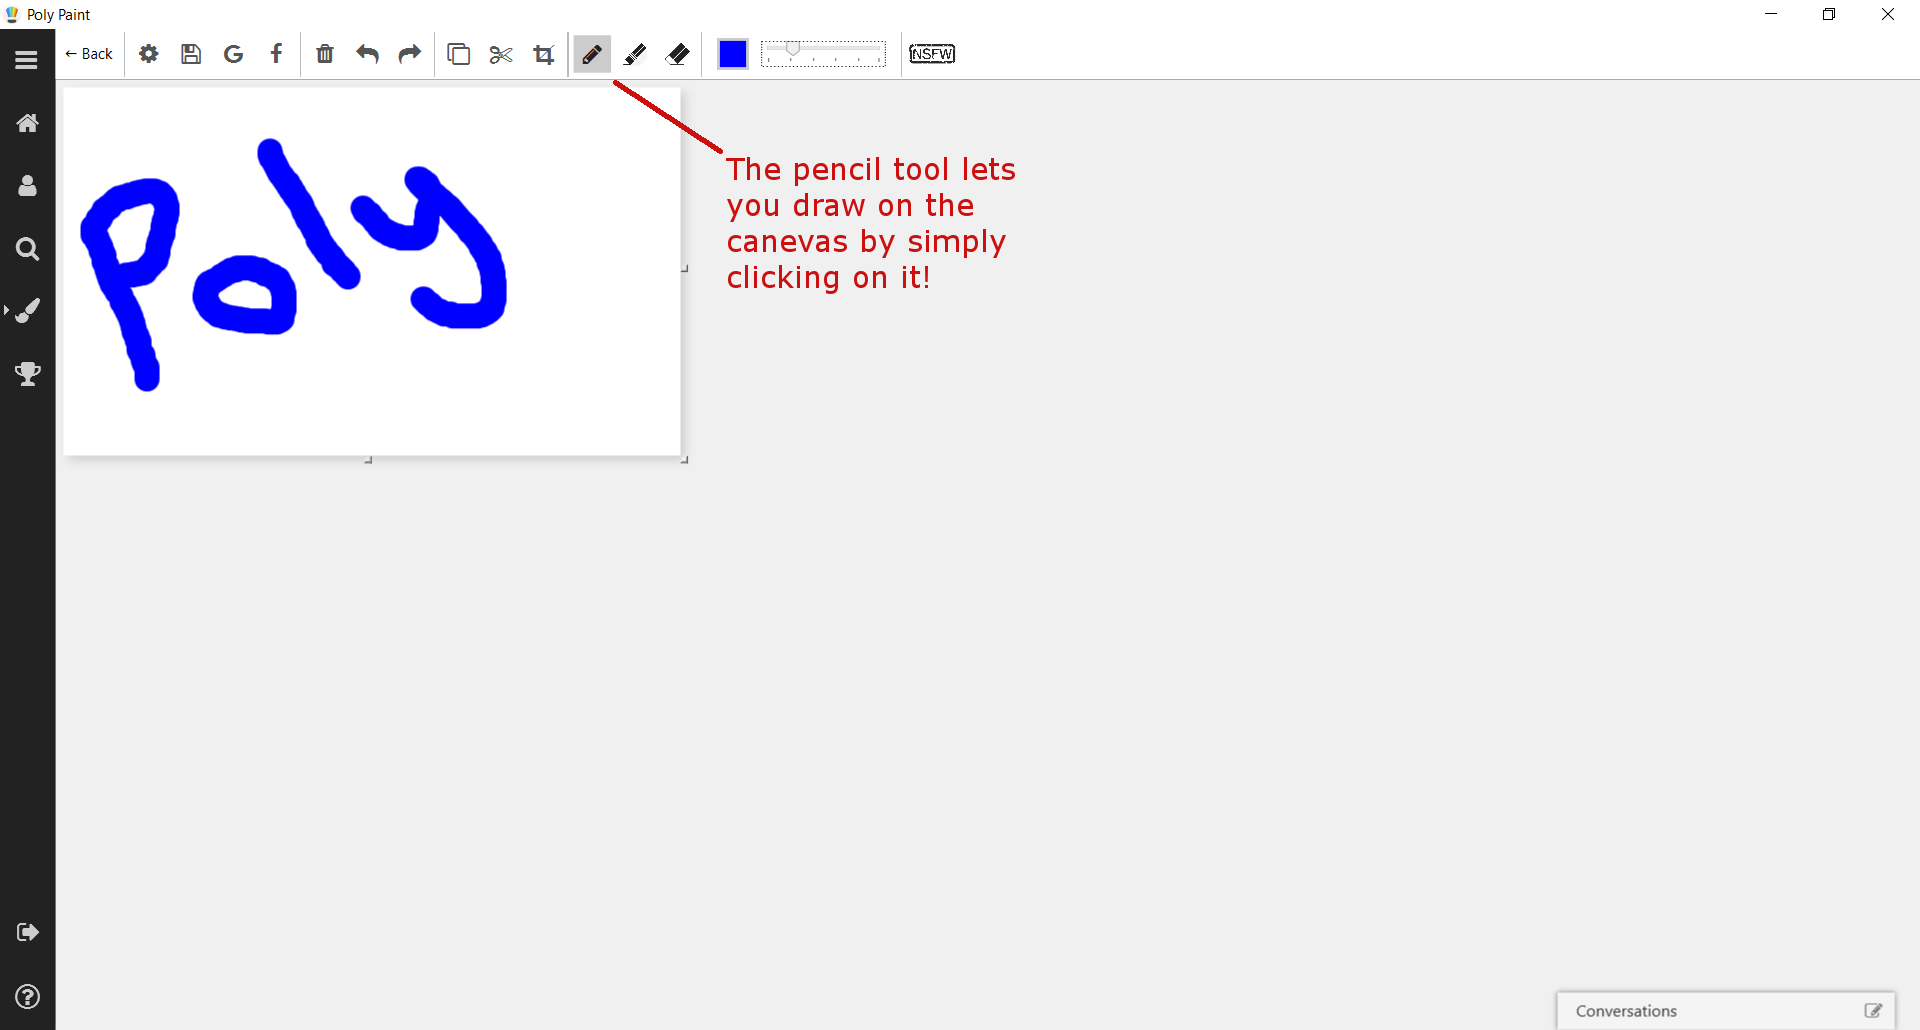 Poly Paint
← Back
NSFW
Poly
The pencil tool lets
you draw on the
canevas by simply
clicking on it!
Conversations